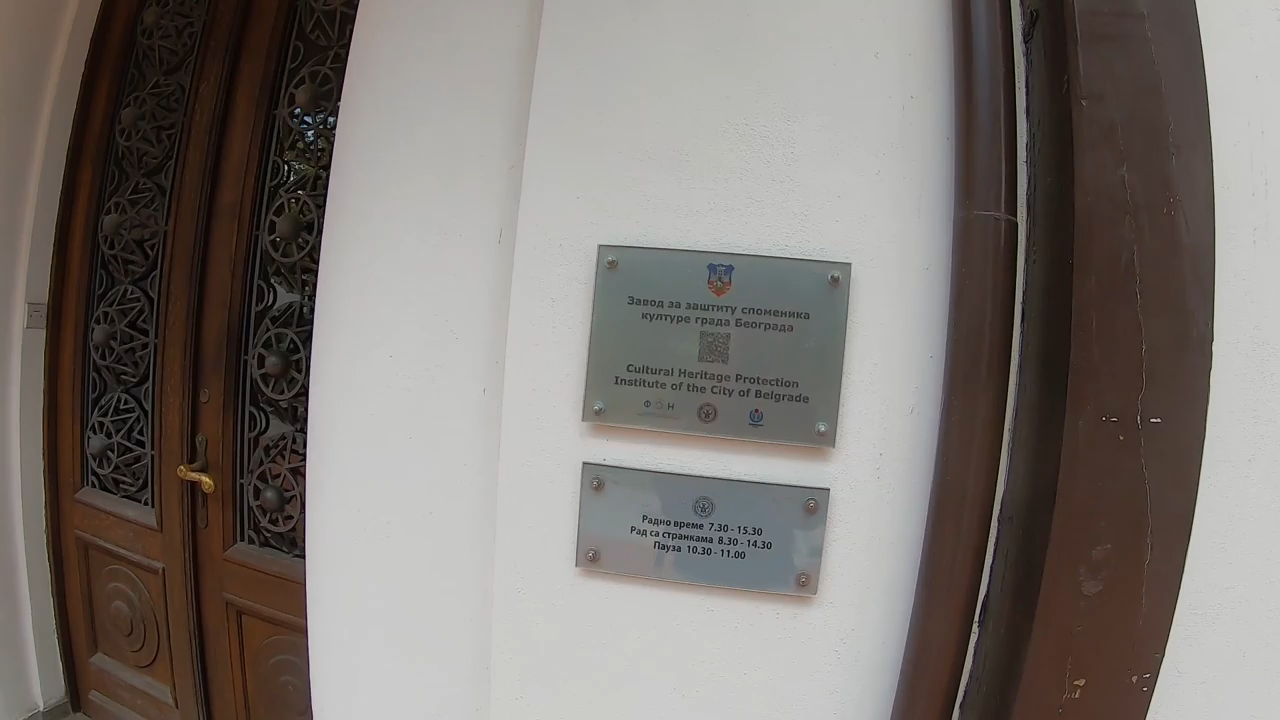 Завод за заштиту споменика
културе града Београда
Cultural Heritage Protection
Institute of the City of Belgrade
Ф О Н
Радно време 7.30 - 15.30
Рад са странкама 8.30 - 14.30
Пауза 10.30 - 11.00